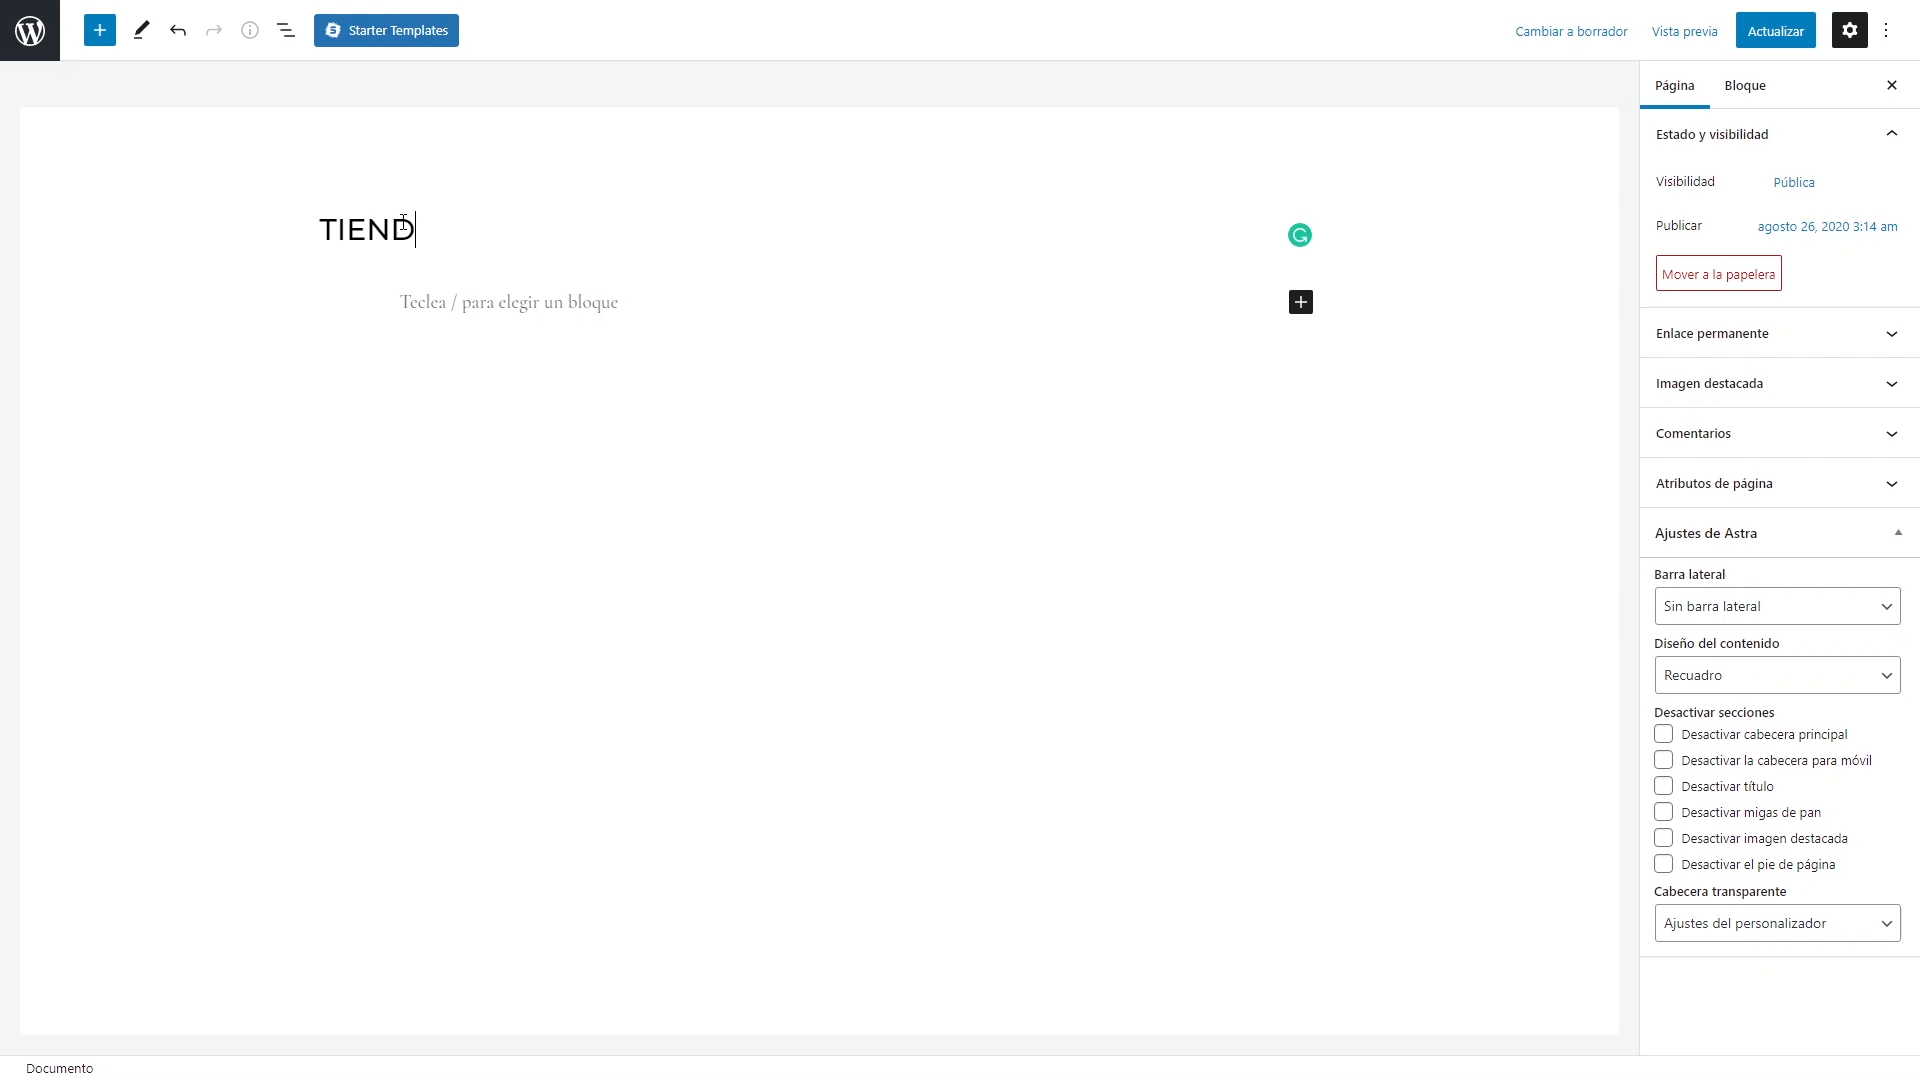 Starter Templates
Cambiar a borrador
Vista previa
Actualizar
Página
Bloque
Estado y visibilidad
Visibilidad
Pública
Publicar
agosto 26, 2020 3:14 am
Mover a la papelera
TIEND
Teclea / para elegir un bloque
Enlace permanente
Imagen destacada
Comentarios
Atributos de página
Ajustes de Astra
Barra lateral
Sin barra lateral
Diseño del contenido
Recuadro
Desactivar secciones
Desactivar cabecera principal
Desactivar la cabecera para móvil
Desactivar título
Desactivar migas de pan
Desactivar imagen destacada
Desactivar el pie de página
Cabecera transparente
Ajustes del personalizador
Documento